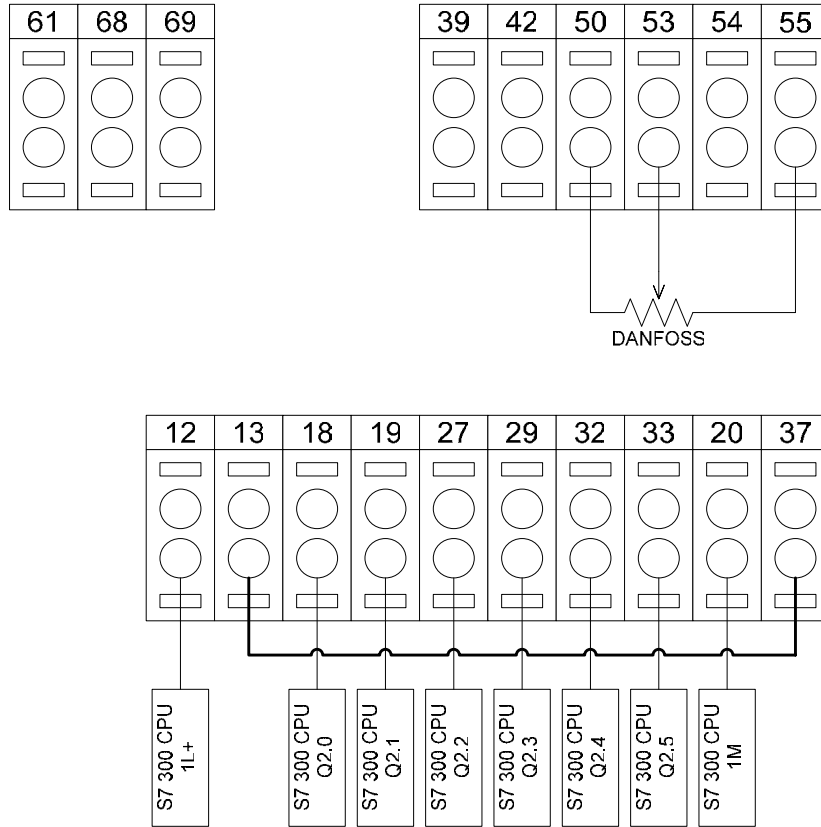 61 68 69
39 42 50 53 54 55
DANFOSS
12 13 18 19 27 29 32 33 20 37
S7 300 CPU
1L+
S7 300 CPU
Q2.0
S7 300 CPU
Q2.1
S7 300 CPU
Q2.2
S7 300 CPU
Q2.3
S7 300 CPU
Q2.4
S7 300 CPU
Q2.5
S7 300 CPU
1M